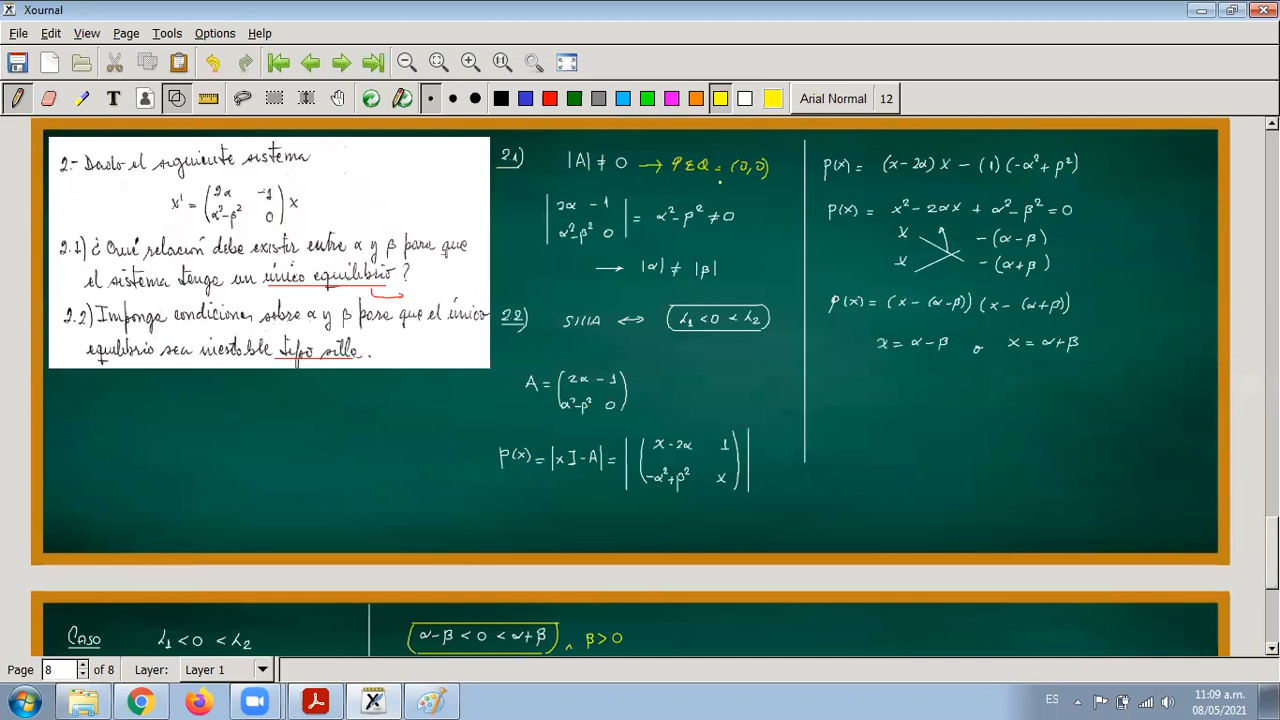 Xournal
File Edit View Page Tools Options Help
Arial Normal 12
2.- Dado el siguiente sistema
x' = (2α -1
α²-β² 0) x
2.1) ¿Qué relación debe existir entre α y β para que
el sistema tenga un único equilibrio?
2.2) Imponga condiciones sobre α y β para que el único
equilibrio sea inestable tipo silla.
2.1) |A| ≠ 0 → PEQ = (0,0)
|2α -1
α²-β² 0| = α²-β² ≠ 0
→ |α| ≠ |β|
2.2 SILLA ↔ L1 < 0 < L2
A = (2α -1
α²-β² 0)
p(x) = |xI-A| = |(x-2α 1
-α²+β² x)|
p(x) = (x-2α)x - (1)(-α²+β²)
p(x) = x² - 2αx + α²-β² = 0
x -(α-β)
x -(α+β)
p(x) = (x-(α-β))(x-(α+β))
x = α-β o x = α+β
CASO L1 < 0 < L2
α-β < 0 < α+β ^ β > 0
Page 8 of 8 Layer: Layer 1
ES 11:09 a.m.
08/05/2021